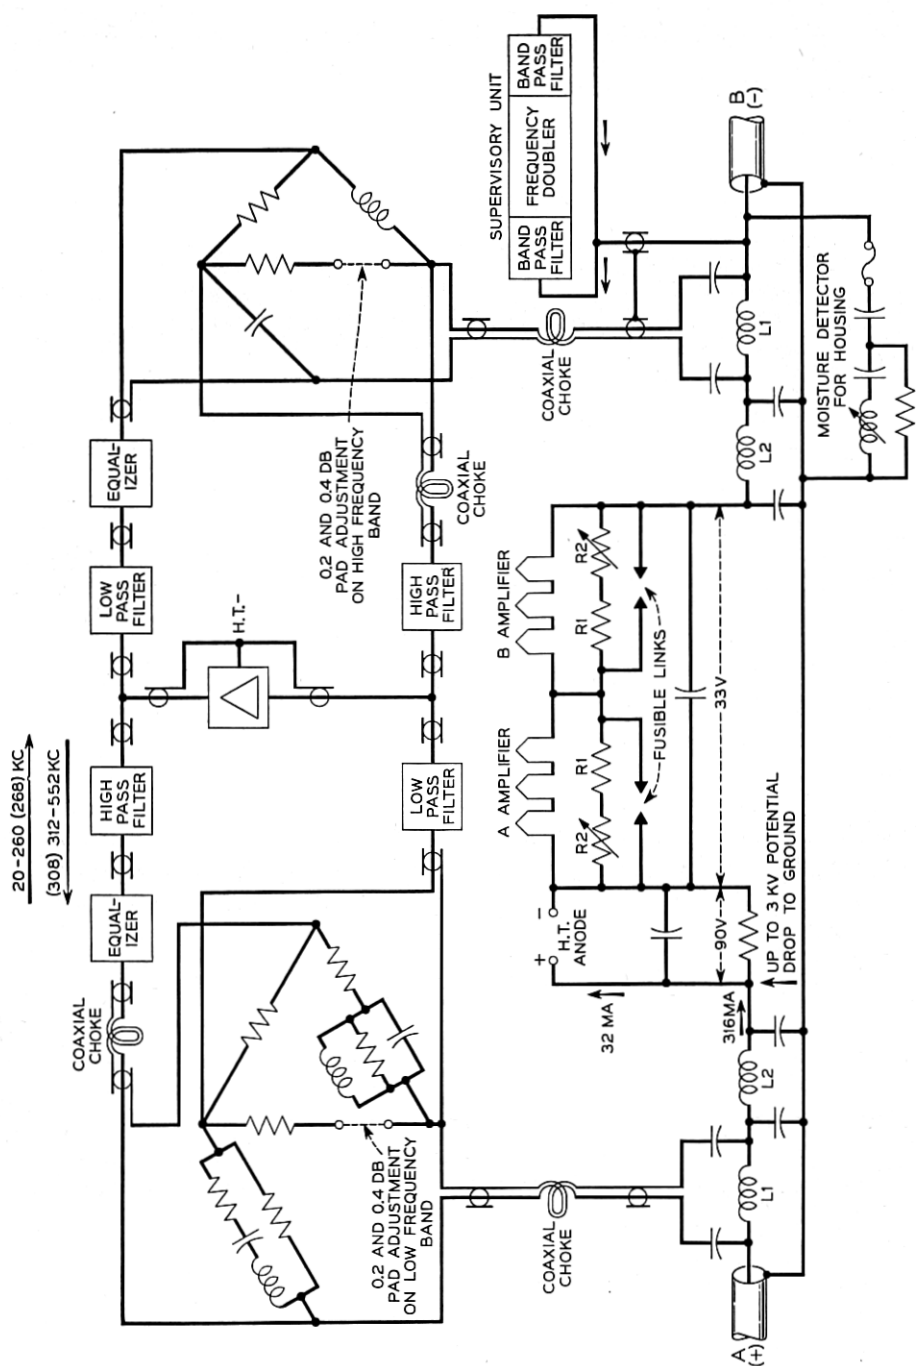 20-260 (268) KC
(308) 312-552KC
COAXIAL
CHOKE
EQUAL-
IZER
HIGH
PASS
FILTER
LOW
PASS
FILTER
EQUAL-
IZER
H.T.-
LOW
PASS
FILTER
HIGH
PASS
FILTER
COAXIAL
CHOKE
0.2 AND 0.4 DB
PAD ADJUSTMENT
ON LOW FREQUENCY
BAND
0.2 AND 0.4 DB
PAD ADJUSTMENT
ON HIGH FREQUENCY
BAND
SUPERVISORY UNIT
BAND
PASS
FILTER
FREQUENCY
DOUBLER
BAND
PASS
FILTER
COAXIAL
CHOKE
COAXIAL
CHOKE
A AMPLIFIER
B AMPLIFIER
+
-
H.T.
ANODE
R2
R1
R1
R2
FUSIBLE LINKS
32 MA
90V
33V
316MA
UP TO 3 KV POTENTIAL
DROP TO GROUND
L1
L2
L2
L1
A
(+)
B
(-)
MOISTURE DETECTOR
FOR HOUSING